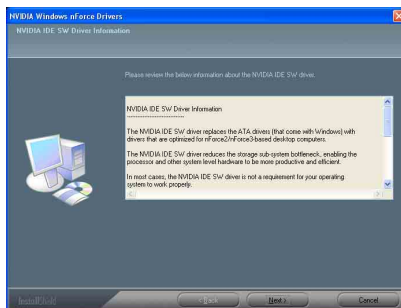 NVIDIA Windows nForce Drivers
NVIDIA IDE SW Driver Information
Please review the below information about the NVIDIA IDE SW driver.
NVIDIA IDE SW Driver Information
----------------------------
The NVIDIA IDE SW driver replaces the ATA drivers (that come with Windows) with
drivers that are optimized for nForce2/nForce3-based desktop computers.
The NVIDIA IDE SW driver reduces the storage sub-system bottleneck, enabling the
processor and other system level hardware to be more productive and efficient.
In most cases, the NVIDIA IDE SW driver is not a requirement for your operating
system to work properly.
InstallShield
< Back
Next >
Cancel